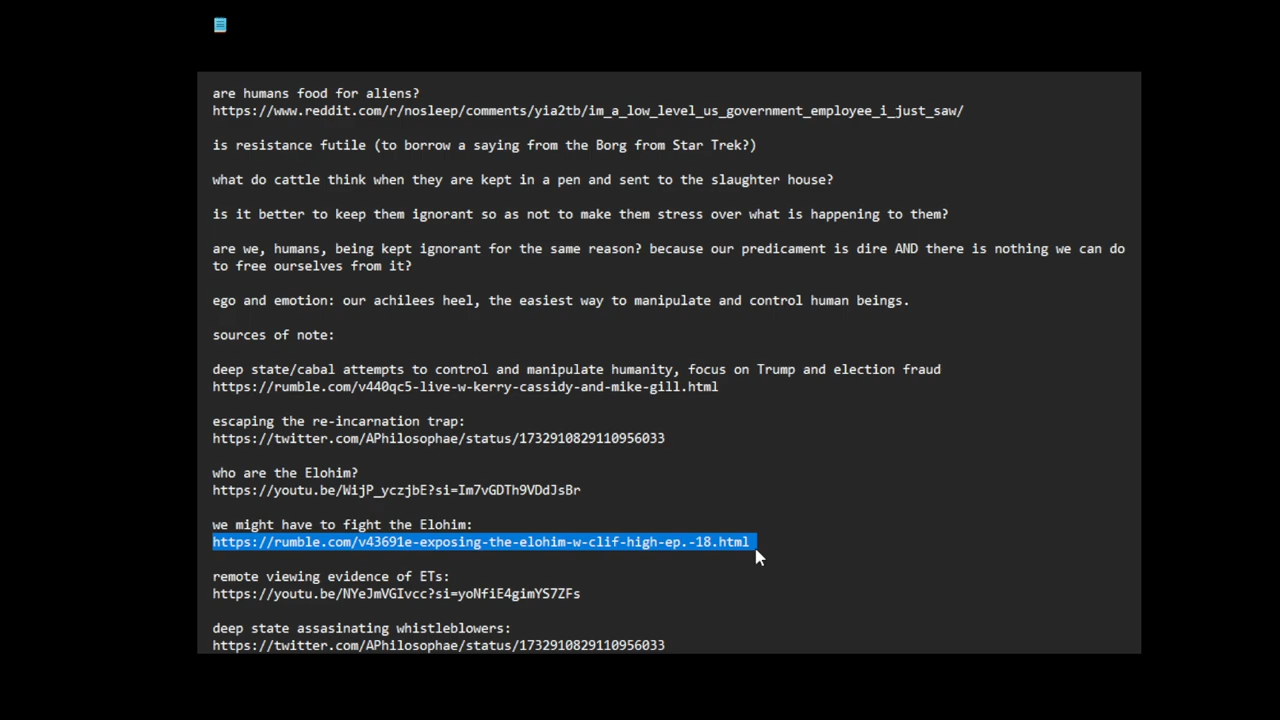 are humans food for aliens?
https://www.reddit.com/r/nosleep/comments/yia2tb/im_a_low_level_us_government_employee_i_just_saw/
is resistance futile (to borrow a saying from the Borg from Star Trek?)
what do cattle think when they are kept in a pen and sent to the slaughter house?
is it better to keep them ignorant so as not to make them stress over what is happening to them?
are we, humans, being kept ignorant for the same reason? because our predicament is dire AND there is nothing we can do
to free ourselves from it?
ego and emotion: our achilees heel, the easiest way to manipulate and control human beings.
sources of note:
deep state/cabal attempts to control and manipulate humanity, focus on Trump and election fraud
https://rumble.com/v440qc5-live-w-kerry-cassidy-and-mike-gill.html
escaping the re-incarnation trap:
https://twitter.com/APhilosophae/status/1732910829110956033
who are the Elohim?
https://youtu.be/WijP_yczjbE?si=Im7vGDTh9VDdJsBr
we might have to fight the Elohim:
https://rumble.com/v43691e-exposing-the-elohim-w-clif-high-ep.-18.html
remote viewing evidence of ETs:
https://youtu.be/NYeJmVGIvcc?si=yoNfiE4gimYS7ZFs
deep state assasinating whistleblowers:
https://twitter.com/APhilosophae/status/1732910829110956033